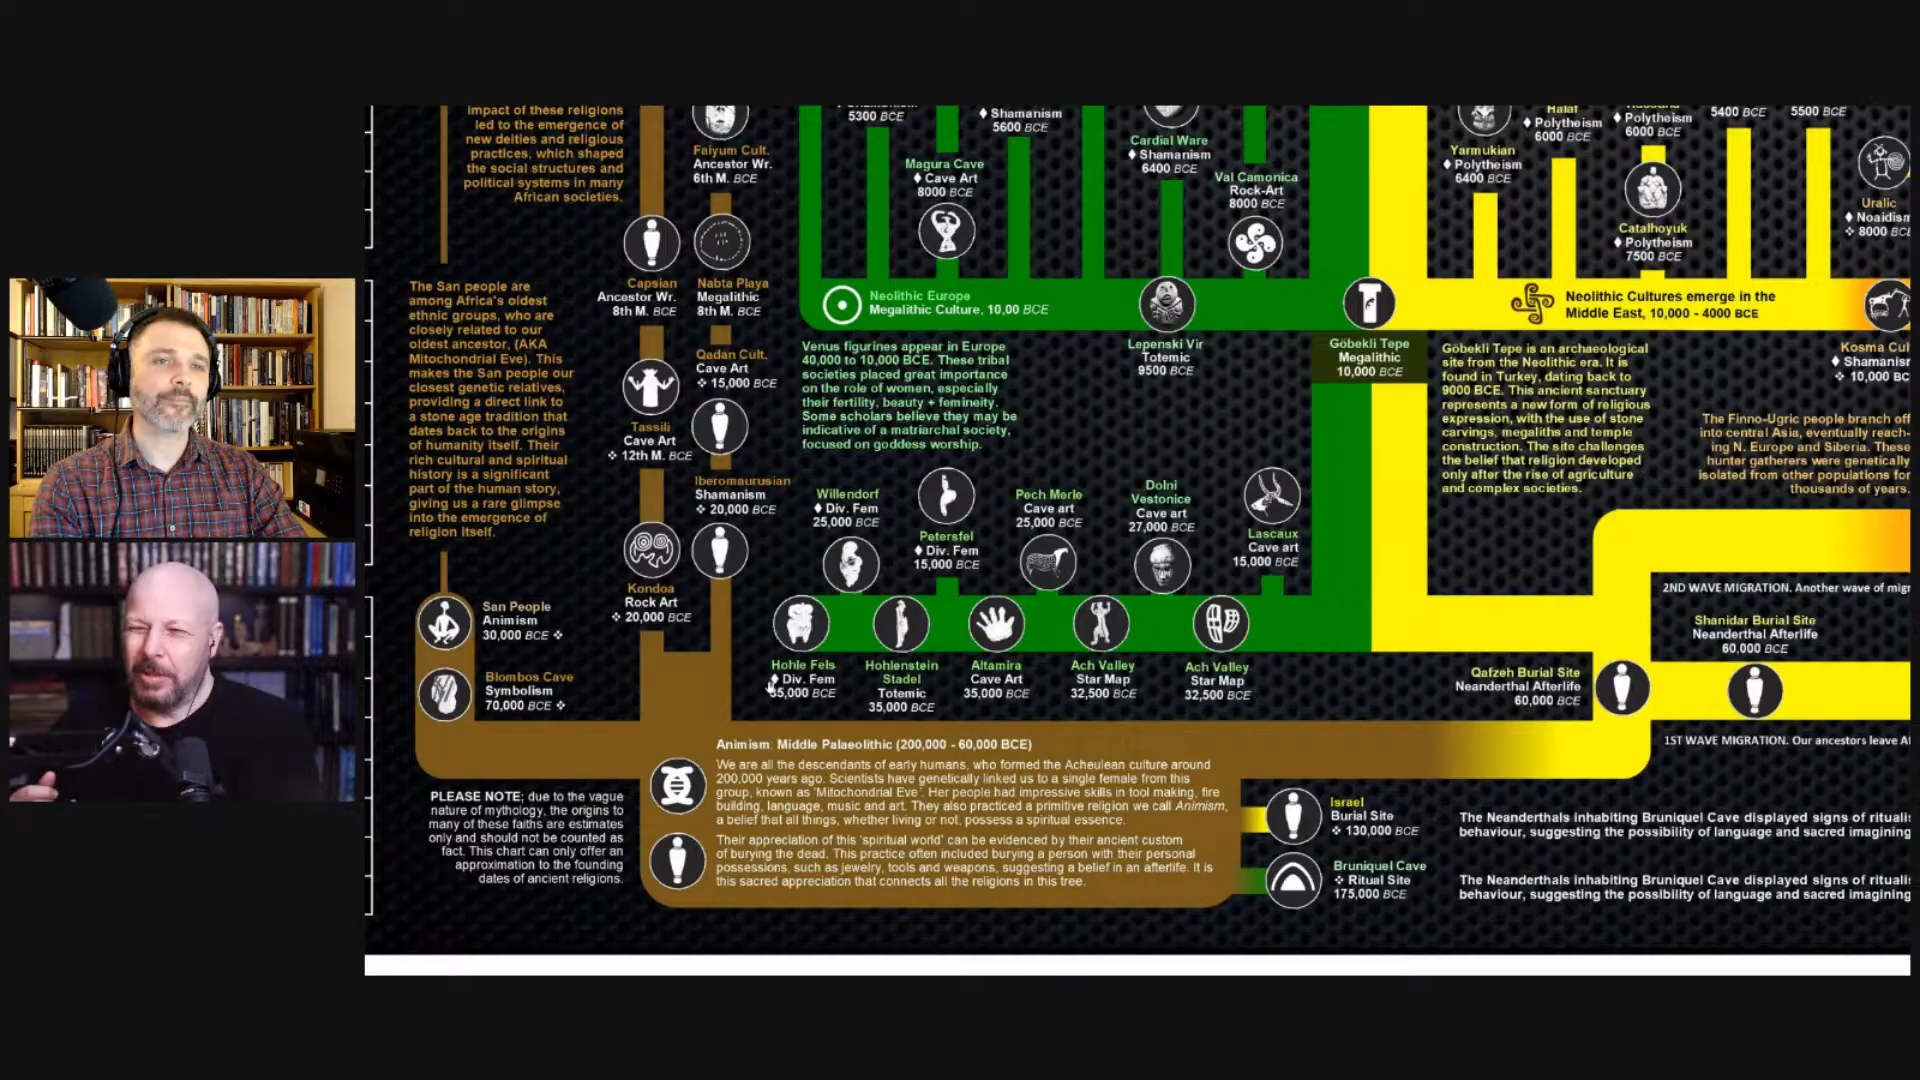 impact of these religions
led to the emergence of
new deities and religious
practices, which shaped
the social structures and
political systems in many
African societies.
The San people are
among Africa's oldest
ethnic groups, who are
closely related to our
oldest ancestor, (AKA
Mitochondrial Eve). This
makes the San people our
closest genetic relatives,
providing a direct link to
a stone age tradition that
dates back to the origins
of humanity itself. Their
rich cultural and spiritual
history is a significant
part of the human story,
giving us a rare glimpse
into the emergence of
religion itself.
San People
Animism
30,000 BCE ❖
Blombos Cave
Symbolism
70,000 BCE ❖
PLEASE NOTE; due to the vague
nature of mythology, the origins to
many of these faiths are estimates
only and should not be counted as
fact. This chart can only offer an
approximation to the founding
dates of ancient religions.
Faiyum Cult.
Ancestor Wr.
6th M. BCE
Capsian
Ancestor Wr.
8th M. BCE
Nabta Playa
Megalithic
8th M. BCE
Qadan Cult.
Cave Art
❖ 15,000 BCE
Tassili
Cave Art
❖ 12th M. BCE
Iberomaurusian
Shamanism
❖ 20,000 BCE
Kondoa
Rock Art
❖ 20,000 BCE
5300 BCE
♦ Shamanism
5600 BCE
Magura Cave
♦ Cave Art
8000 BCE
Cardial Ware
♦ Shamanism
6400 BCE
Val Camonica
Rock-Art
8000 BCE
Neolithic Europe
Megalithic Culture, 10,00 BCE
Lepenski Vir
Totemic
9500 BCE
Göbekli Tepe
Megalithic
10,000 BCE
Venus figurines appear in Europe
40,000 to 10,000 BCE. These tribal
societies placed great importance
on the role of women, especially
their fertility, beauty + femineity.
Some scholars believe they may be
indicative of a matriarchal society,
focused on goddess worship.
Willendorf
♦ Div. Fem
25,000 BCE
Petersfel
♦ Div. Fem
15,000 BCE
Pech Merle
Cave art
25,000 BCE
Dolni
Vestonice
Cave art
27,000 BCE
Lascaux
Cave art
15,000 BCE
Hohle Fels
♦ Div. Fem
35,000 BCE
Hohlenstein
Stadel
Totemic
35,000 BCE
Altamira
Cave Art
35,000 BCE
Ach Valley
Star Map
32,500 BCE
Ach Valley
Star Map
32,500 BCE
Halaf
♦ Polytheism
6000 BCE
♦ Polytheism
6000 BCE
5400 BCE
5500 BCE
Yarmukian
♦ Polytheism
6400 BCE
Catalhoyuk
♦ Polytheism
7500 BCE
Uralic
♦ Noaidism
❖ 8000 BCE
Neolithic Cultures emerge in the
Middle East, 10,000 - 4000 BCE
Göbekli Tepe is an archaeological
site from the Neolithic era. It is
found in Turkey, dating back to
9000 BCE. This ancient sanctuary
represents a new form of religious
expression, with the use of stone
carvings, megaliths and temple
construction. The site challenges
the belief that religion developed
only after the rise of agriculture
and complex societies.
Kosma Cul
♦ Shamanism
❖ 10,000 BC
The Finno-Ugric people branch off
into central Asia, eventually reach-
ing N. Europe and Siberia. These
hunter gatherers were genetically
isolated from other populations for
thousands of years.
2ND WAVE MIGRATION. Another wave of migr
Shanidar Burial Site
Neanderthal Afterlife
60,000 BCE
Qafzeh Burial Site
Neanderthal Afterlife
60,000 BCE
1ST WAVE MIGRATION. Our ancestors leave Af
Animism: Middle Palaeolithic (200,000 - 60,000 BCE)
We are all the descendants of early humans, who formed the Acheulean culture around
200,000 years ago. Scientists have genetically linked us to a single female from this
group, known as 'Mitochondrial Eve'. Her people had impressive skills in tool making, fire
building, language, music and art. They also practiced a primitive religion we call Animism,
a belief that all things, whether living or not, possess a spiritual essence.
Their appreciation of this 'spiritual world' can be evidenced by their ancient custom
of burying the dead. This practice often included burying a person with their personal
possessions, such as jewelry, tools and weapons, suggesting a belief in an afterlife. It is
this sacred appreciation that connects all the religions in this tree.
Israel
Burial Site
❖ 130,000 BCE
The Neanderthals inhabiting Bruniquel Cave displayed signs of rituali
behaviour, suggesting the possibility of language and sacred imagining
Bruniquel Cave
❖ Ritual Site
175,000 BCE
The Neanderthals inhabiting Bruniquel Cave displayed signs of rituali
behaviour, suggesting the possibility of language and sacred imagining